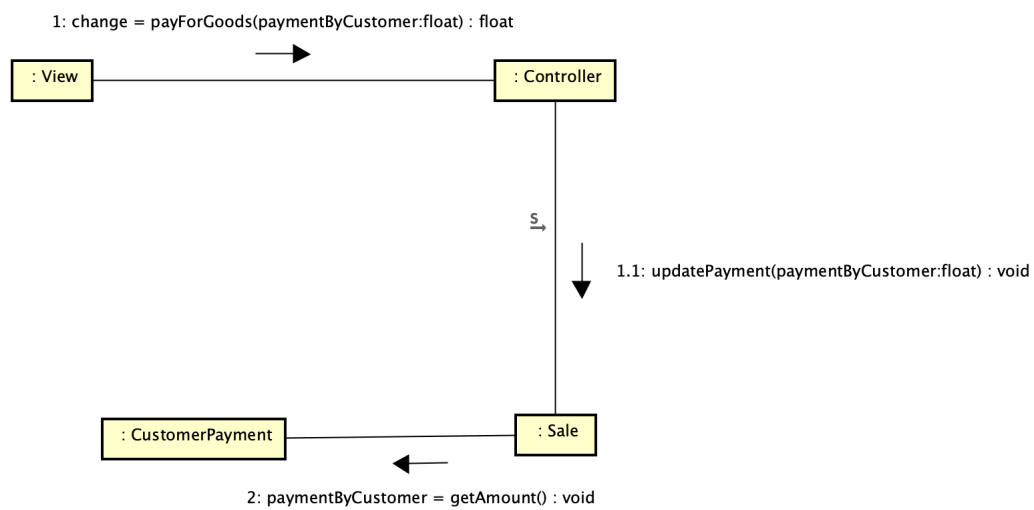 1: change = payForGoods(paymentByCustomer:float) : float
: View
: Controller
S
1.1: updatePayment(paymentByCustomer:float) : void
: CustomerPayment
: Sale
2: paymentByCustomer = getAmount() : void